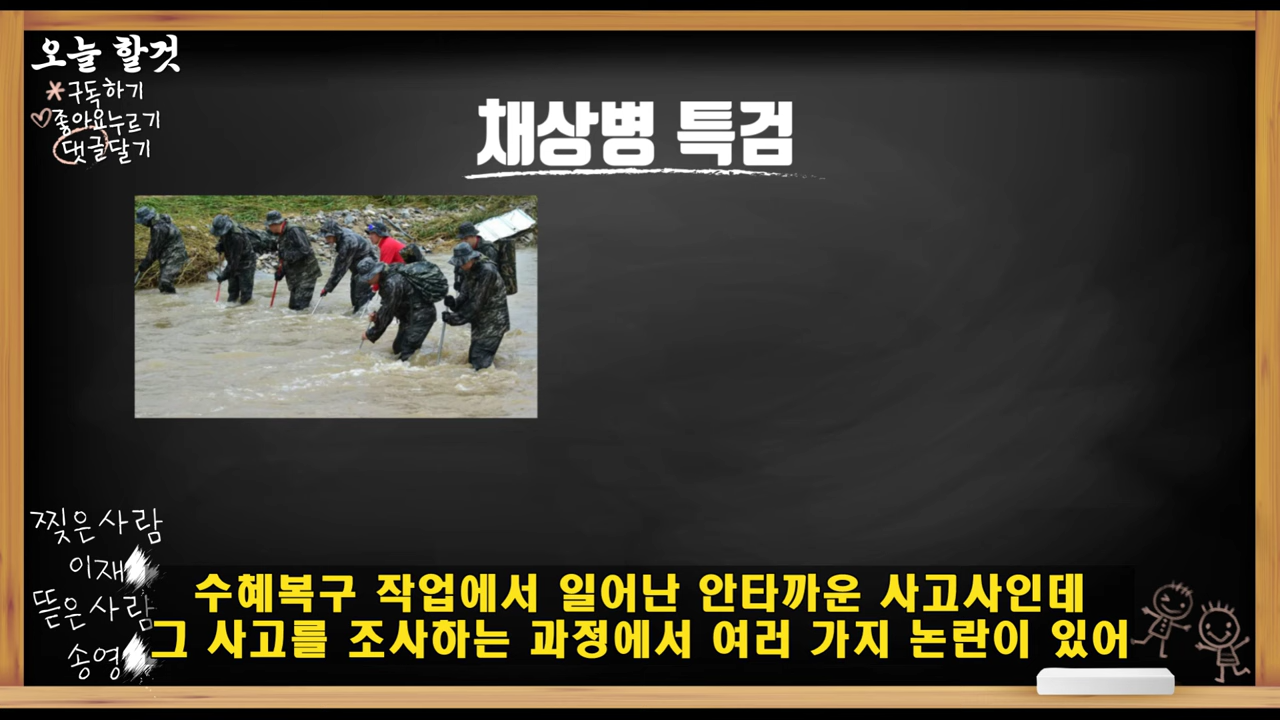 오늘 할것
구독하기
좋아요누르기
댓글달기
채상병 특검
찢은사람
이재
뜯은사람
송영
수혜복구 작업에서 일어난 안타까운 사고사인데
그 사고를 조사하는 과정에서 여러 가지 논란이 있어